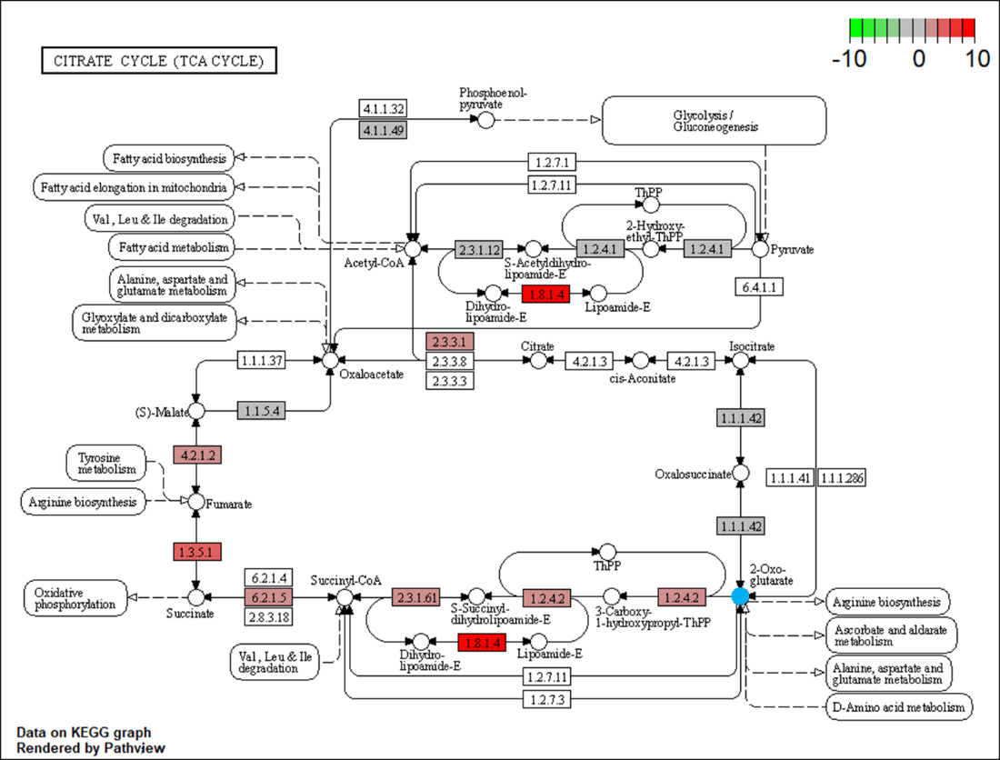 -10 0 10
CITRATE CYCLE (TCA CYCLE)
Phosphoenol-
pyruvate
4.1.1.32
4.1.1.49
Glycolysis /
Gluconeogenesis
Fatty acid biosynthesis
Fatty acid elongation in mitochondria
Val, Leu & Ile degradation
Fatty acid metabolism
Alanine, aspartate and
glutamate metabolism
Glyoxylate and dicarboxylate
metabolism
1.2.7.1
1.2.7.11
ThPP
2-Hydroxy-
ethyl-ThPP
Acetyl-CoA
2.3.1.12
S-Acetyldihydro-
lipoamide-E
1.2.4.1
1.2.4.1
Pyruvate
Dihydro-
lipoamide-E
1.8.1.4
Lipoamide-E
6.4.1.1
1.1.1.37
Oxaloacetate
2.3.3.1
2.3.3.8
2.3.3.3
Citrate
4.2.1.3
cis-Aconitate
4.2.1.3
Isocitrate
(S)-Malate
1.1.5.4
1.1.1.42
4.2.1.2
Tyrosine
metabolism
Arginine biosynthesis
Fumarate
Oxalosuccinate
1.1.1.41
1.1.1.286
1.1.1.42
1.3.5.1
Oxidative
phosphorylation
Succinate
6.2.1.4
6.2.1.5
2.8.3.18
Succinyl-CoA
2.3.1.61
S-Succinyl-
dihydrolipoamide-E
1.2.4.2
ThPP
3-Carboxy-
1-hydroxypropyl-ThPP
1.2.4.2
2-Oxo-
glutarate
Dihydro-
lipoamide-E
1.8.1.4
Lipoamide-E
Val, Leu & Ile
degradation
1.2.7.11
1.2.7.3
Arginine biosynthesis
Ascorbate and aldarate
metabolism
Alanine, aspartate and
glutamate metabolism
D-Amino acid metabolism
Data on KEGG graph
Rendered by Pathview